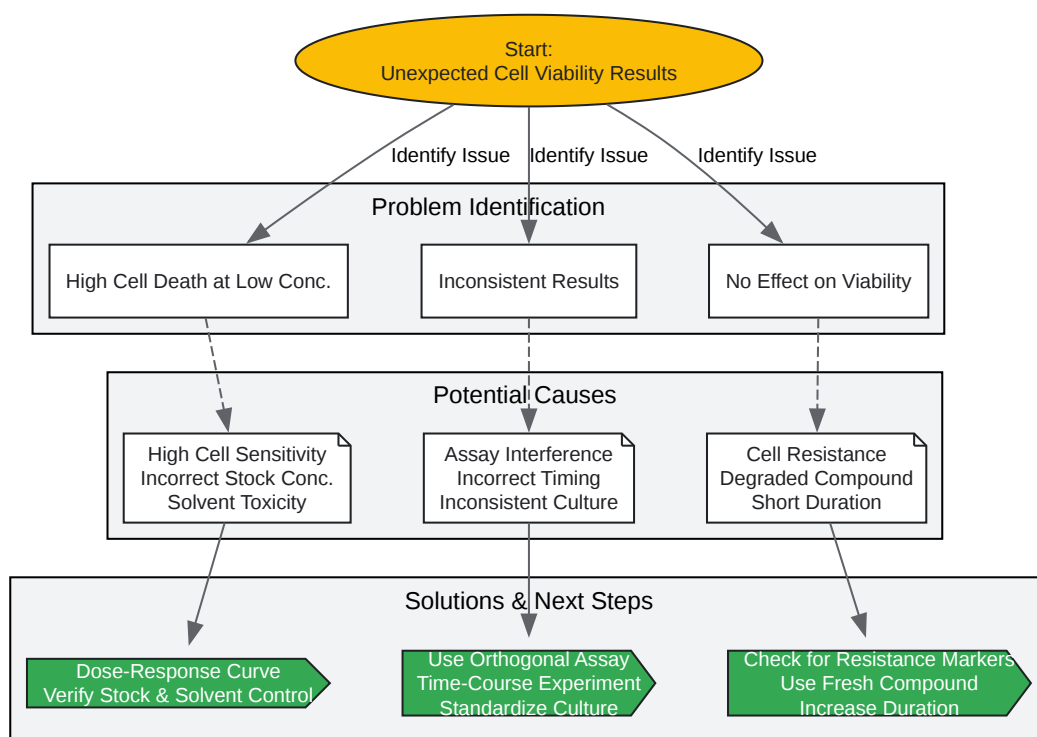 Start:
Unexpected Cell Viability Results
Identify Issue
Identify Issue
Identify Issue
Problem Identification
High Cell Death at Low Conc.
Inconsistent Results
No Effect on Viability
Potential Causes
High Cell Sensitivity
Incorrect Stock Conc.
Solvent Toxicity
Assay Interference
Incorrect Timing
Inconsistent Culture
Cell Resistance
Degraded Compound
Short Duration
Solutions & Next Steps
Dose-Response Curve
Verify Stock & Solvent Control
Use Orthogonal Assay
Time-Course Experiment
Standardize Culture
Check for Resistance Markers
Use Fresh Compound
Increase Duration